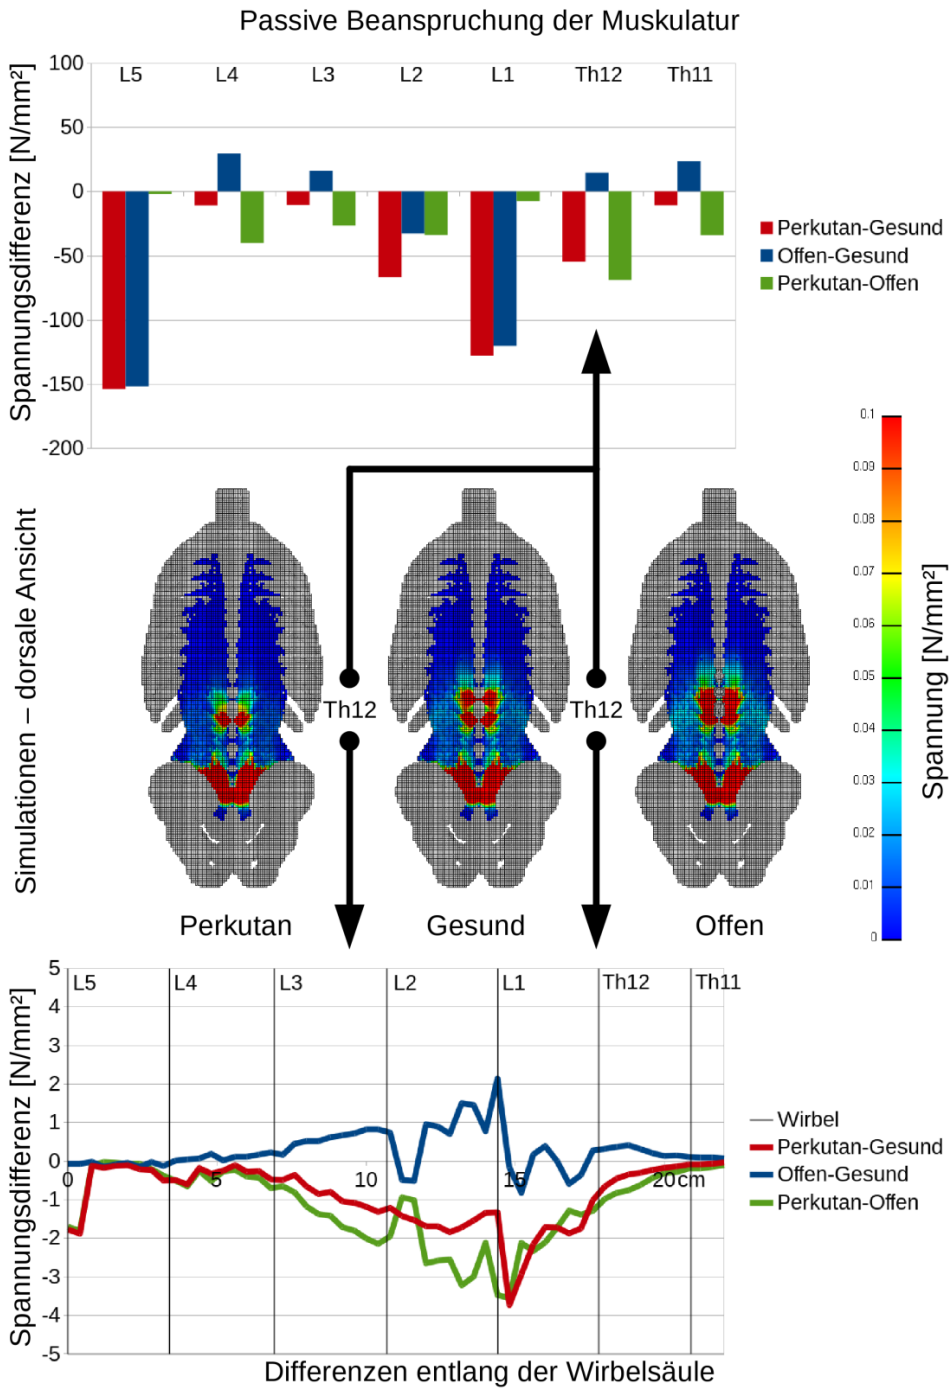 Passive Beanspruchung der Muskulatur
Spannungsdifferenz [N/mm²]
100
50
0
-50
-100
-150
-200
L5 L4 L3 L2 L1 Th12 Th11
Perkutan-Gesund
Offen-Gesund
Perkutan-Offen
Simulationen – dorsale Ansicht
Th12
Th12
Perkutan
Gesund
Offen
0.1
0.09
0.08
0.07
0.06
0.05
0.04
0.03
0.02
0.01
0
Spannung [N/mm²]
Spannungsdifferenz [N/mm²]
5
4
3
2
1
0
-1
-2
-3
-4
-5
L5 L4 L3 L2 L1 Th12 Th11
0 5 10 15 20cm
Wirbel
Perkutan-Gesund
Offen-Gesund
Perkutan-Offen
Differenzen entlang der Wirbelsäule